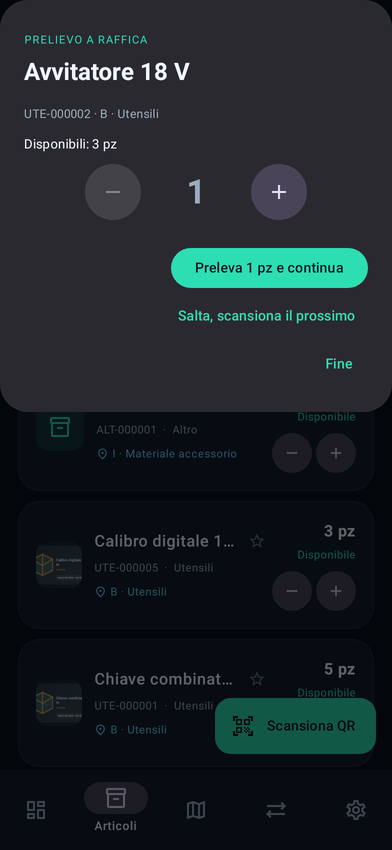 PRELIEVO A RAFFICA
Avvitatore 18 V
UTE-000002 · B · Utensili
Disponibili: 3 pz
1
Preleva 1 pz e continua
Salta, scansiona il prossimo
Fine
Disponibile
ALT-000001 · Altro
I · Materiale accessorio
Calibro digitale 1...
3 pz
UTE-000005 · Utensili
Disponibile
B · Utensili
Chiave combinat...
5 pz
UTE-000001 · Utensili
Disponibile
B · Utensili
Scansiona QR
Articoli